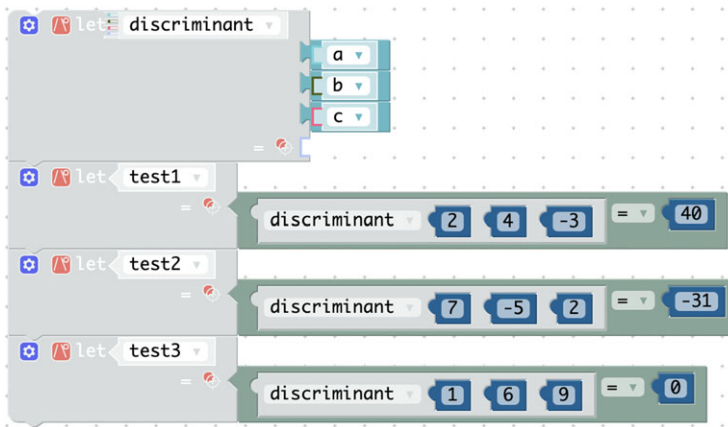 let discriminant
a
b
c
=
let test1
= discriminant 2 4 -3 = 40
let test2
= discriminant 7 -5 2 = -31
let test3
= discriminant 1 6 9 = 0